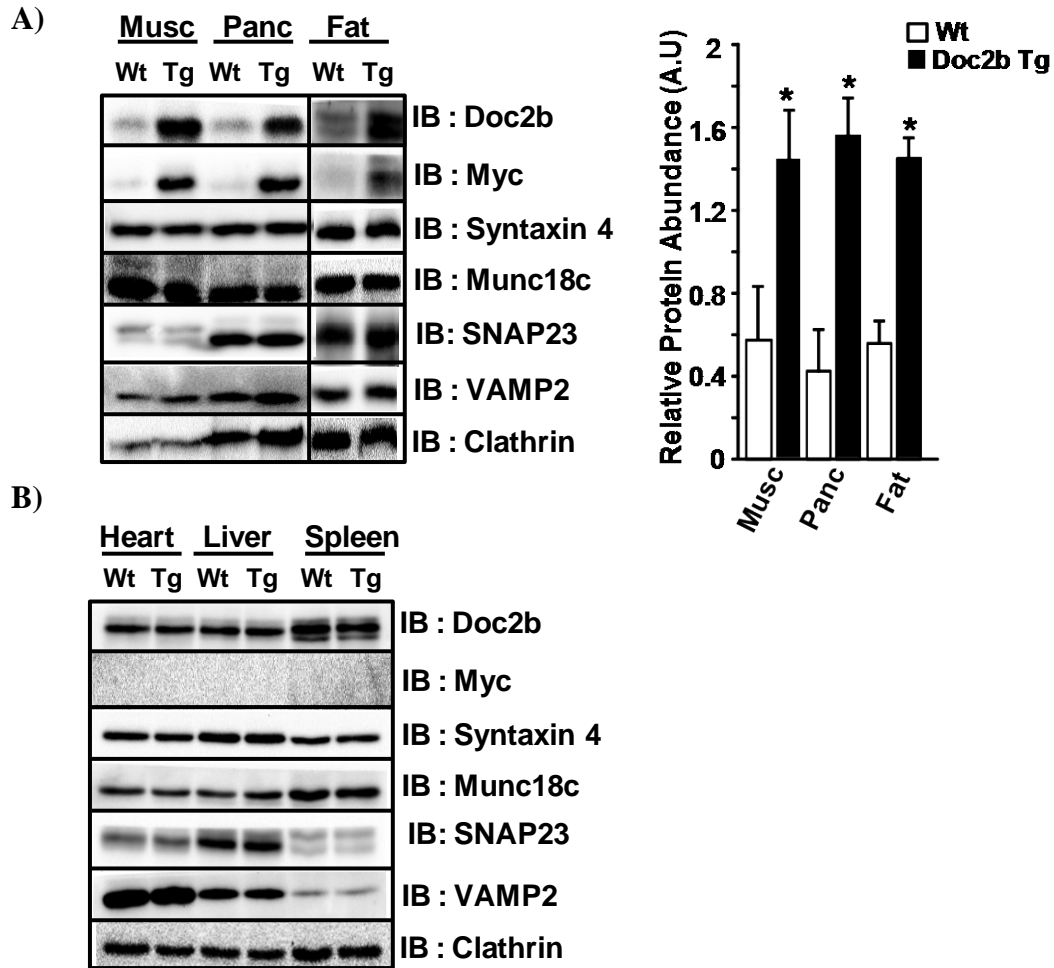 A)
Musc Panc Fat
Wt Tg Wt Tg Wt Tg
IB : Doc2b
IB : Myc
IB : Syntaxin 4
IB : Munc18c
IB: SNAP23
IB : VAMP2
IB : Clathrin
Wt
Doc2b Tg
Relative Protein Abundance (A.U)
2
1.6
1.2
0.8
0.4
0
* * *
Musc Panc Fat
B)
Heart Liver Spleen
Wt Tg Wt Tg Wt Tg
IB : Doc2b
IB : Myc
IB : Syntaxin 4
IB : Munc18c
IB: SNAP23
IB : VAMP2
IB : Clathrin